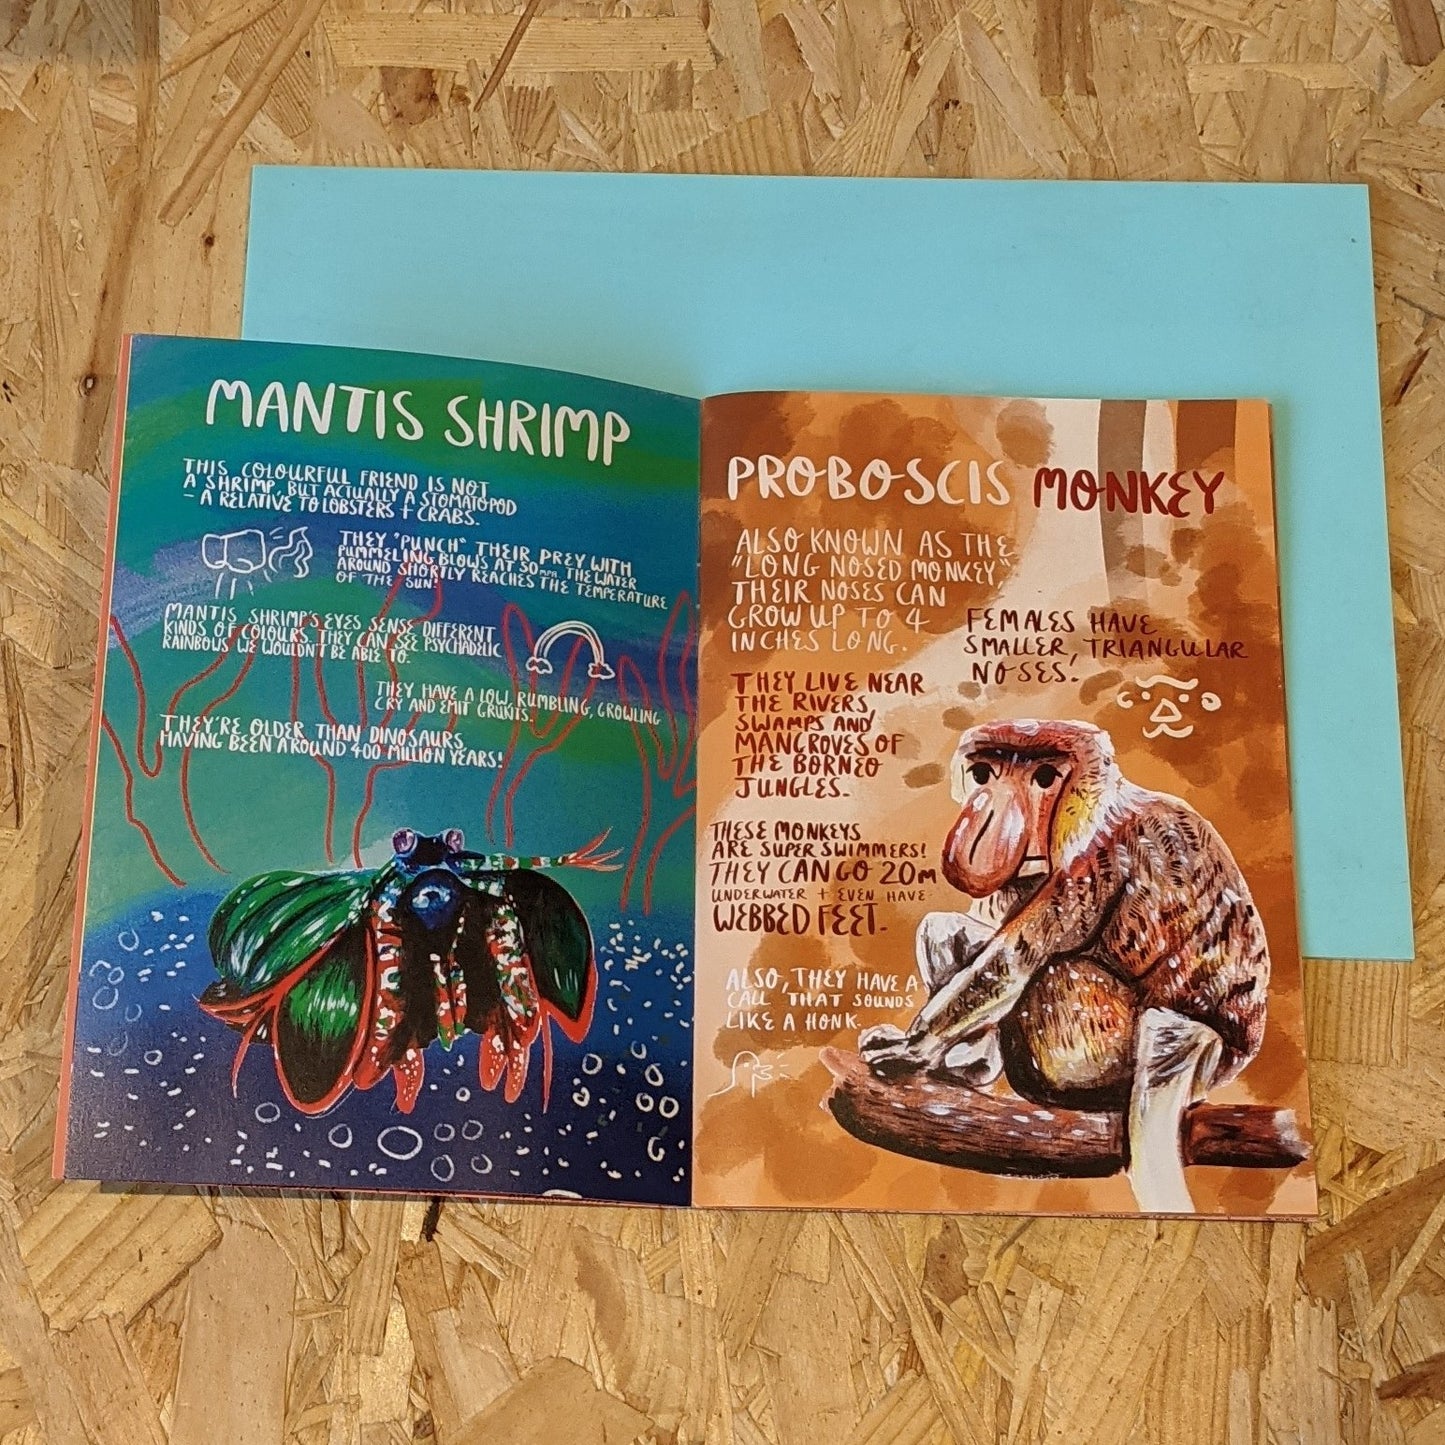 MANTIS SHRIMP
THIS COLOURFUL FRIEND IS NOT
A SHRIMP, BUT ACTUALLY A STOMATOPOD
- A RELATIVE TO LOBSTERS + CRABS.
THEY "PUNCH" THEIR PREY WITH
PUMMELING BLOWS AT 50MPH. THE WATER
AROUND SHORTLY REACHES THE TEMPERATURE
OF THE SUN!
MANTIS SHRIMP'S EYES SENSE DIFFERENT
KINDS OF COLOURS. THEY CAN SEE PSYCHADELIC
RAINBOWS WE WOULDN'T BE ABLE TO.
THEY HAVE A LOW, RUMBLING, GROWLING
CRY AND EMIT GRUNTS.
THEY'RE OLDER THAN DINOSAURS,
HAVING BEEN AROUND 400 MILLION YEARS!
PROBOSCIS MONKEY
ALSO KNOWN AS THE
"LONG NOSED MONKEY,"
THEIR NOSES CAN
GROW UP TO 4
INCHES LONG.
FEMALES HAVE
SMALLER, TRIANGULAR
NOSES!
THEY LIVE NEAR
THE RIVERS,
SWAMPS AND
MANGROVES OF
THE BORNEO
JUNGLES.
THESE MONKEYS
ARE SUPER SWIMMERS!
THEY CAN GO 20M
UNDERWATER + EVEN HAVE
WEBBED FEET.
ALSO, THEY HAVE A
CALL THAT SOUNDS
LIKE A HONK.